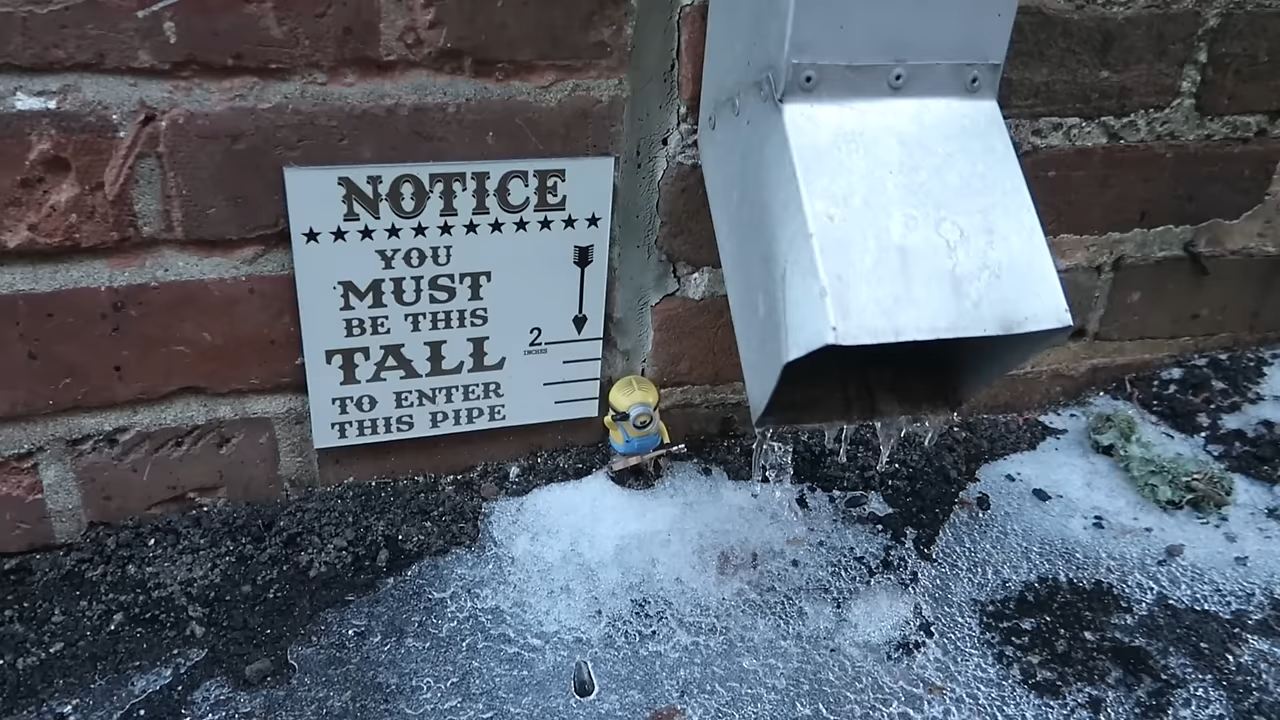 NOTICE
YOU
MUST
BE THIS
TALL
TO ENTER
THIS PIPE
2
INCHES